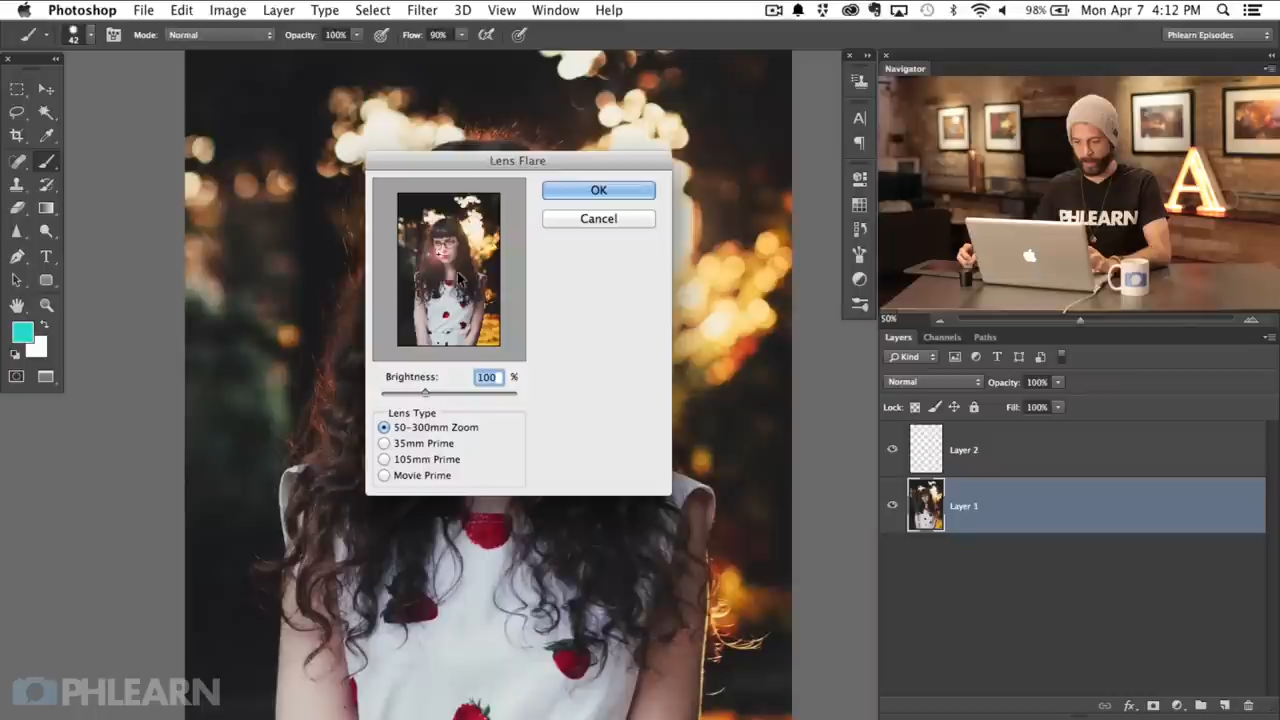 Photoshop File Edit Image Layer Type Select Filter 3D View Window Help 98% Mon Apr 7 4:12 PM
42 Mode: Normal Opacity: 100% Flow: 90% Phlearn Episodes
Navigator
Lens Flare
OK
Cancel
Brightness: 100 %
Lens Type
50-300mm Zoom
35mm Prime
105mm Prime
Movie Prime
A
PHLEARN
50%
Layers Channels Paths
Kind
Normal Opacity: 100%
Lock: Fill: 100%
Layer 2
Layer 1
fx
PHLEARN